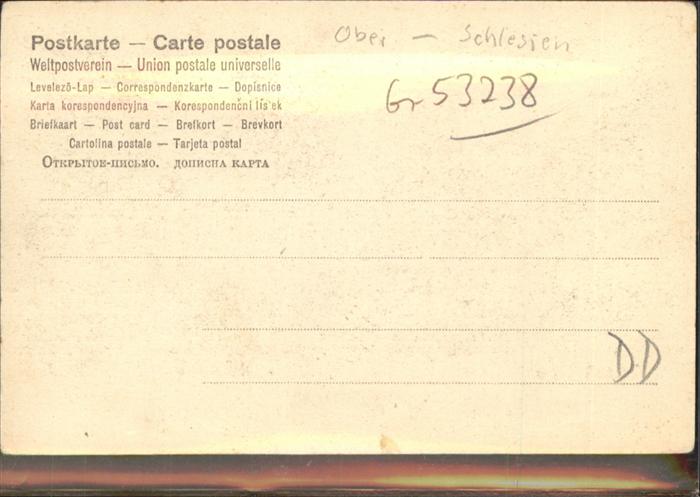 Postkarte — Carte postale
Weltpostverein — Union postale universelle
Levelező-Lap — Correspondenzkarte — Dopisnice
Karta korespondencyjna — Korespondenční lístek
Briefkaart — Post card — Brefkort — Brevkort
Cartolina postale — Tarjeta postal
Открытое-письмо. дописна карта
Ober - Schlesien
Gr 53238
DD